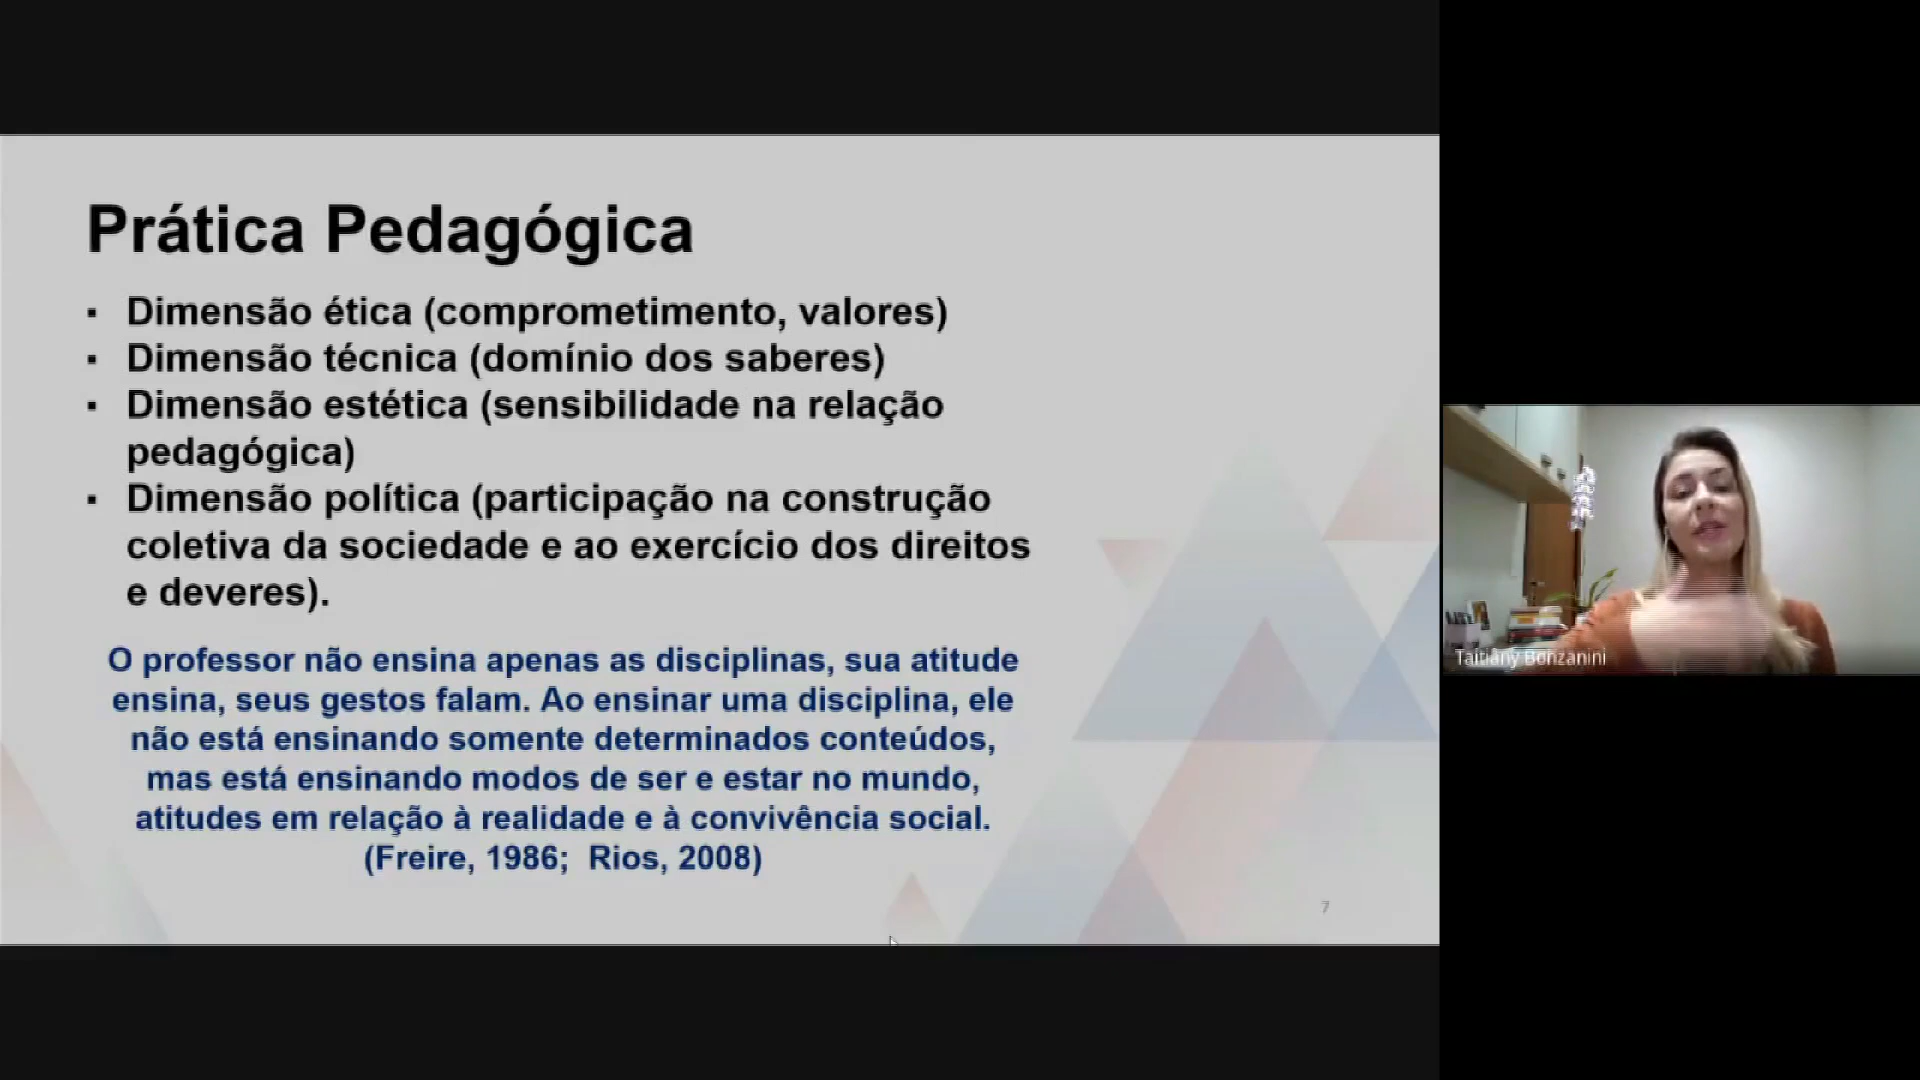 Prática Pedagógica
▪ Dimensão ética (comprometimento, valores)
▪ Dimensão técnica (domínio dos saberes)
▪ Dimensão estética (sensibilidade na relação
pedagógica)
▪ Dimensão política (participação na construção
coletiva da sociedade e ao exercício dos direitos
e deveres).
O professor não ensina apenas as disciplinas, sua atitude
ensina, seus gestos falam. Ao ensinar uma disciplina, ele
não está ensinando somente determinados conteúdos,
mas está ensinando modos de ser e estar no mundo,
atitudes em relação à realidade e à convivência social.
(Freire, 1986; Rios, 2008)
7
Taitiâny Bonzanini